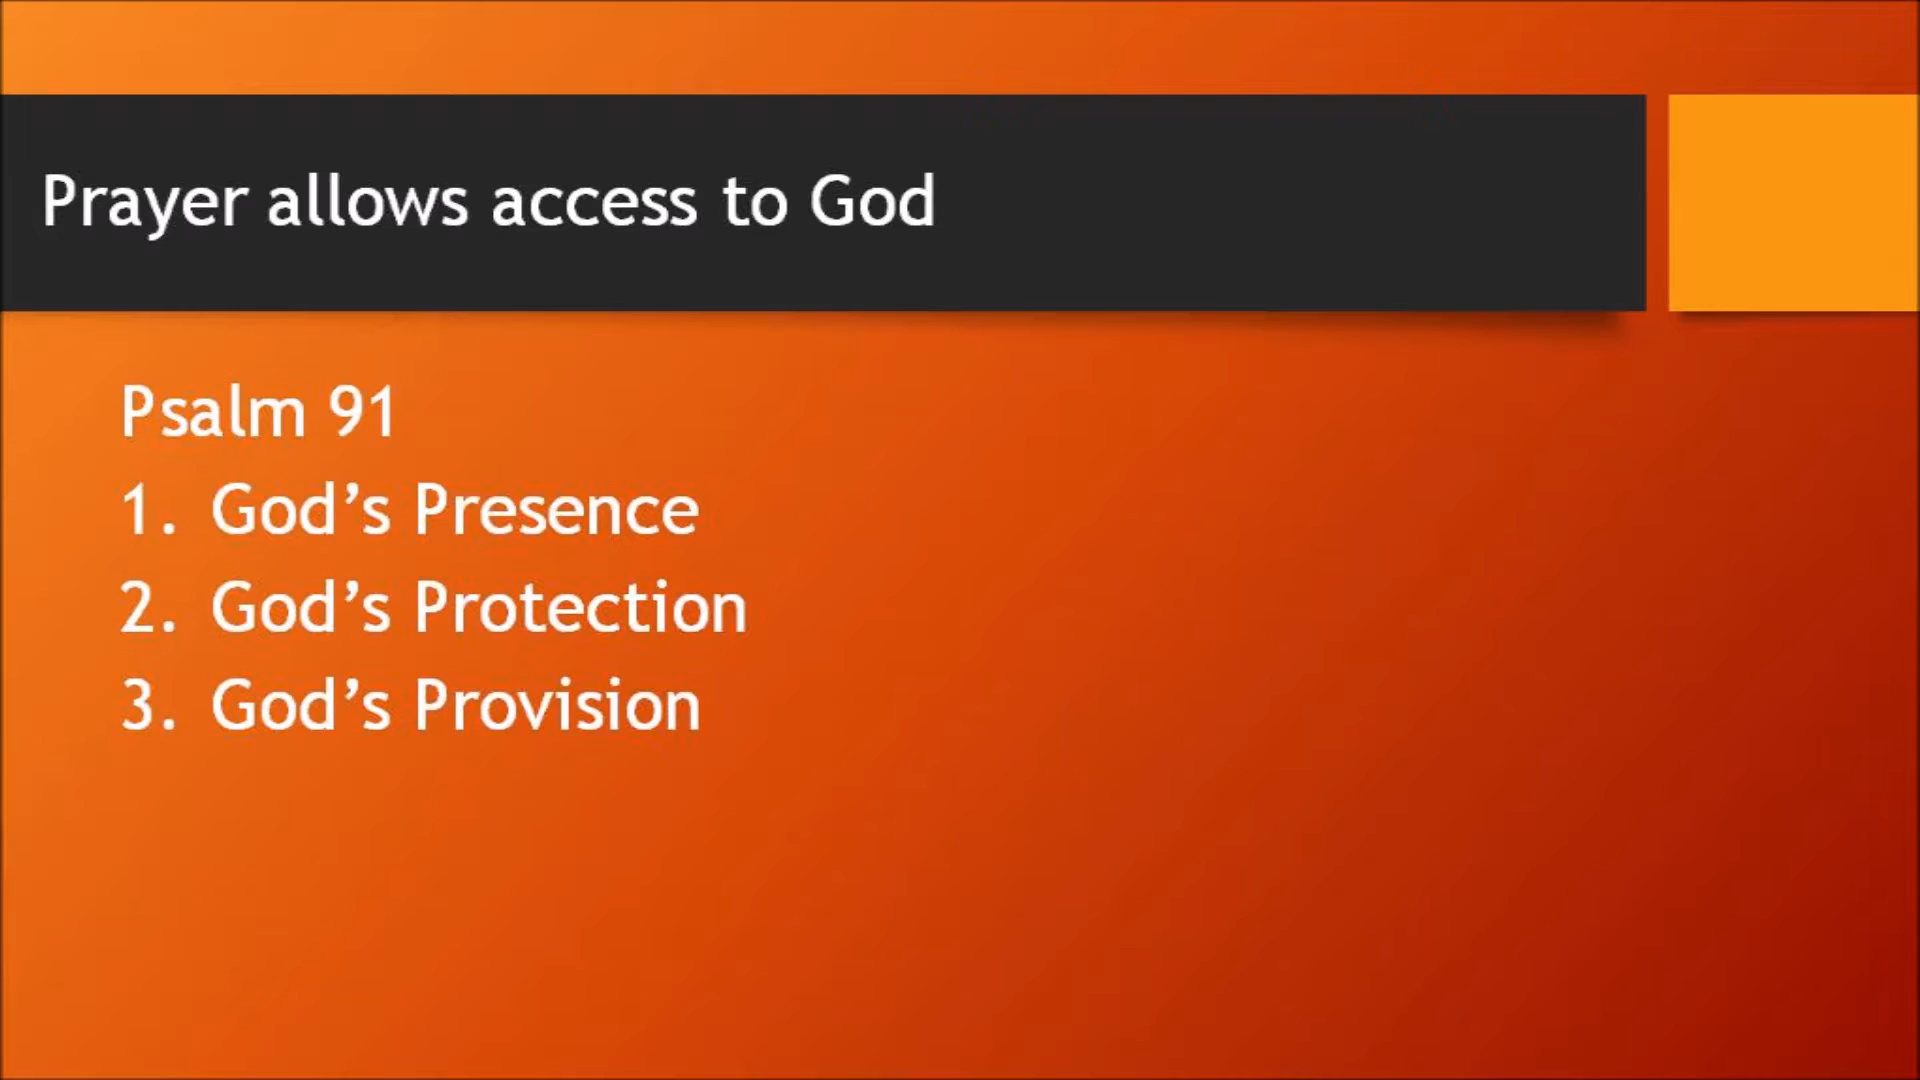 Prayer allows access to God
Psalm 91
1. God’s Presence
2. God’s Protection
3. God’s Provision